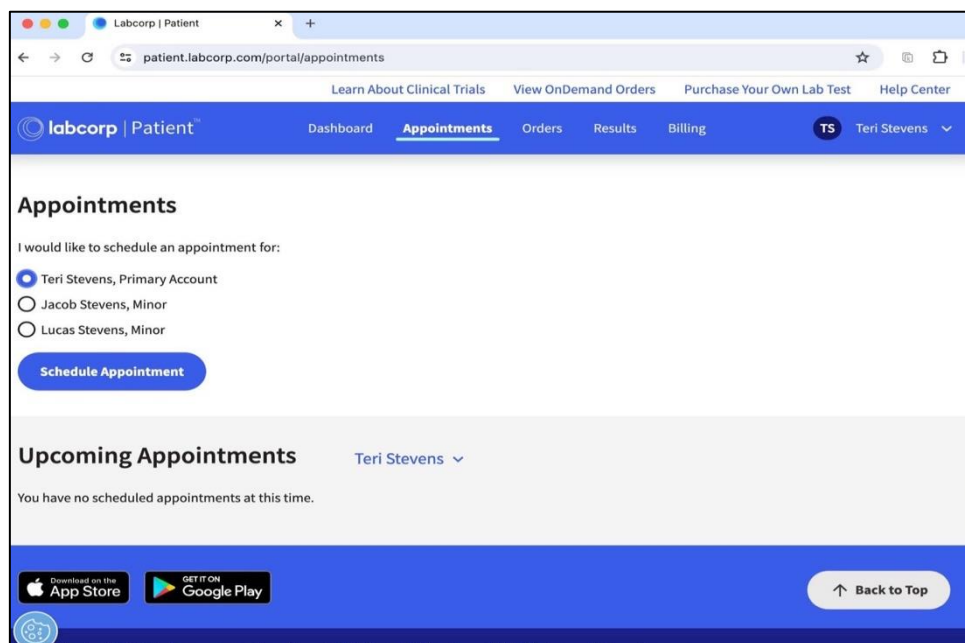 Labcorp | Patient
patient.labcorp.com/portal/appointments
Learn About Clinical Trials View OnDemand Orders Purchase Your Own Lab Test Help Center
labcorp | Patient™ Dashboard Appointments Orders Results Billing TS Teri Stevens
Appointments
I would like to schedule an appointment for:
Teri Stevens, Primary Account
Jacob Stevens, Minor
Lucas Stevens, Minor
Schedule Appointment
Upcoming Appointments Teri Stevens
You have no scheduled appointments at this time.
Download on the
App Store
GET IT ON
Google Play
Back to Top